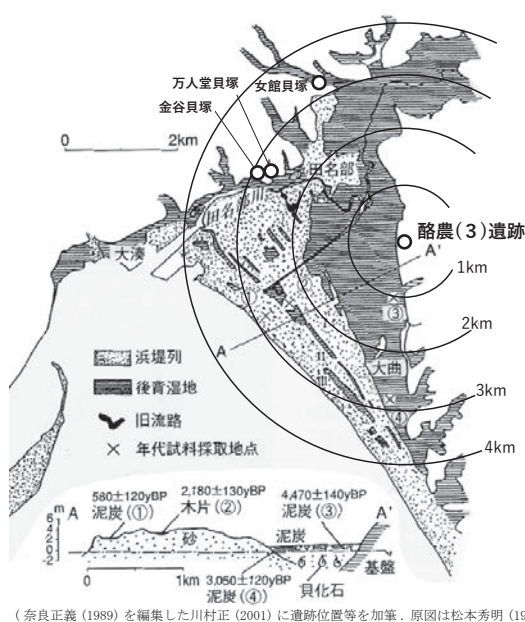 万人堂貝塚
女館貝塚
金谷貝塚
0 2km
田名部
田名
川
酪農(3)遺跡
大湊
A'
1km
①
③
2km
A
大曲
II
III
3km
④
4km
浜堤列
後背湿地
旧流路
年代試料採取地点
580±120yBP
泥炭(①)
2,180±130yBP
木片(②)
4,470±140yBP
泥炭(③)
m
A
A'
6
4
2
0
-2
砂
泥炭
基盤
0 1km
3,050±120yBP
泥炭(④)
貝化石
(奈良正義(1989)を編集した川村正(2001)に遺跡位置等を加筆.原図は松本秀明(19